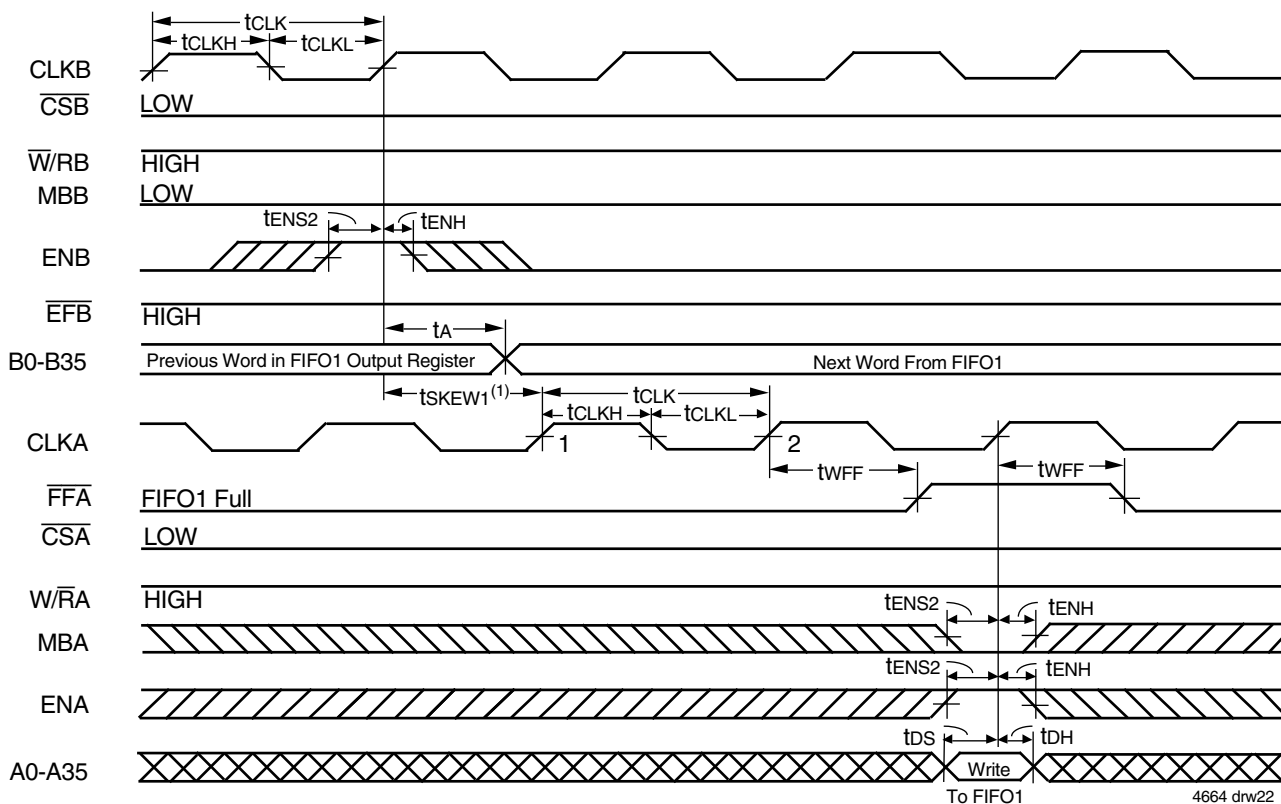 tCLK
tCLKH tCLKL
CLKB
CSB LOW
W/RB HIGH
MBB LOW
tENS2 tENH
ENB
EFB HIGH
tA
B0-B35 Previous Word in FIFO1 Output Register Next Word From FIFO1
tSKEW1(1) tCLK
tCLKH tCLKL
CLKA 1 2
tWFF tWFF
FFA FIFO1 Full
CSA LOW
W/RA HIGH
tENS2 tENH
MBA
tENS2 tENH
ENA
tDS tDH
A0-A35 Write
To FIFO1 4664 drw22